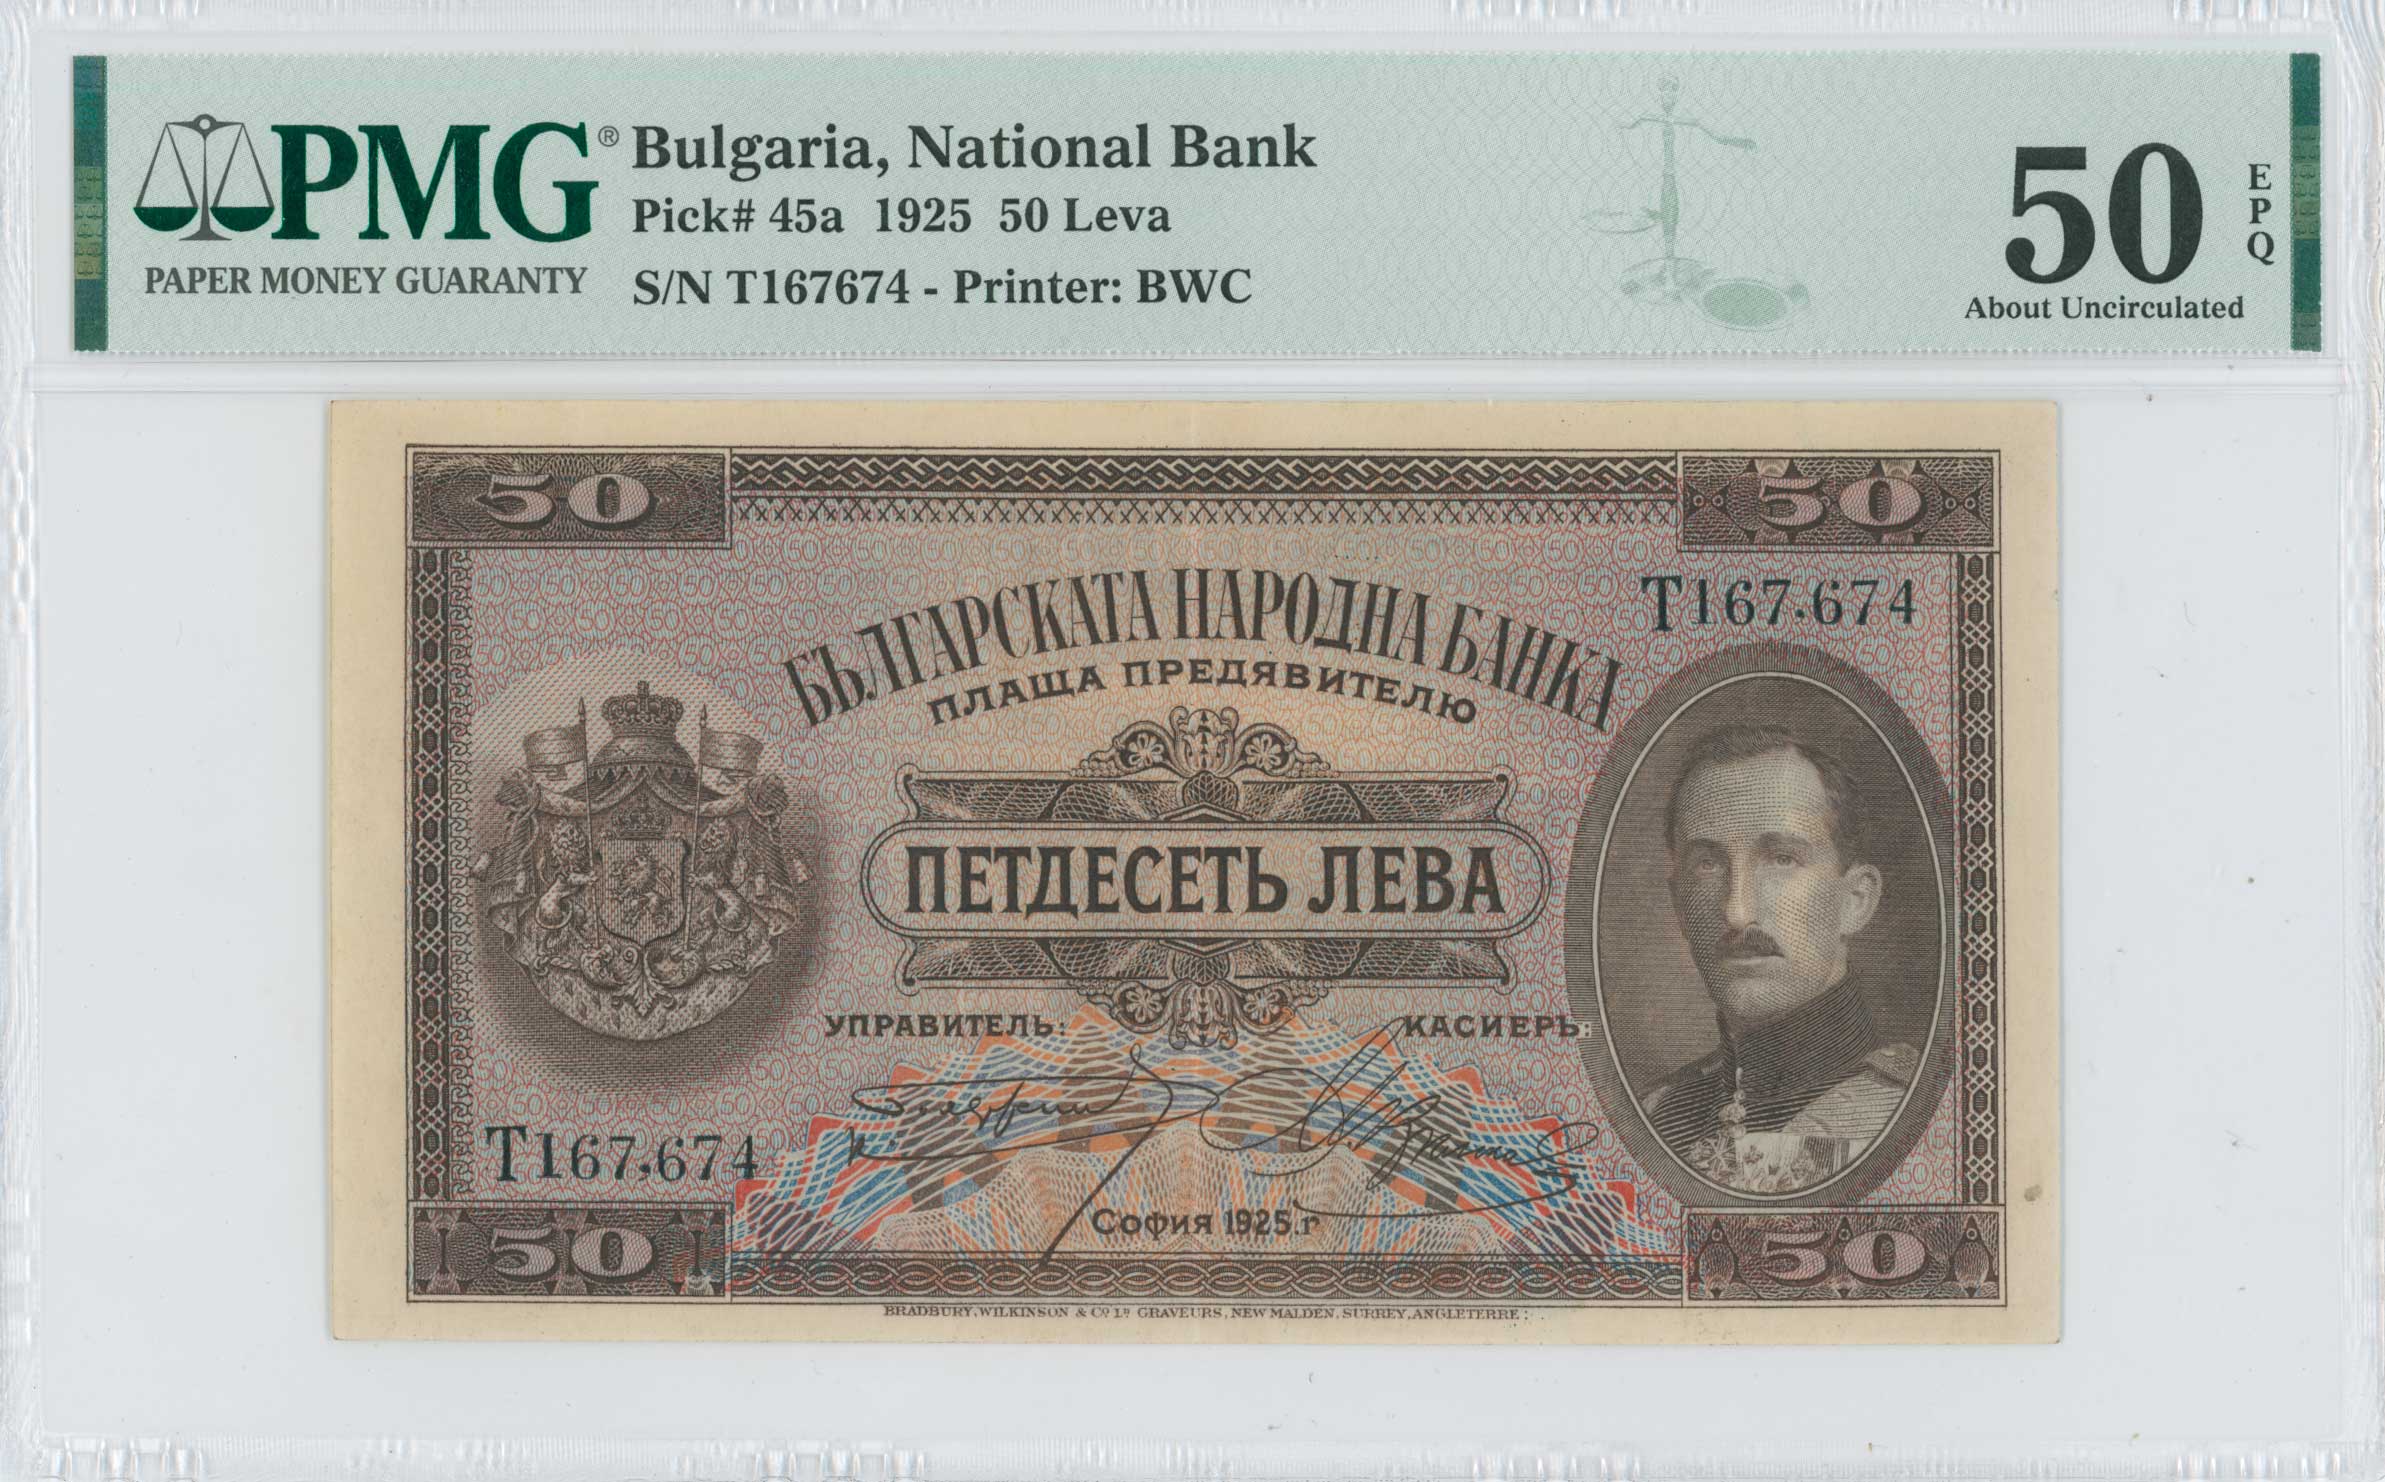 PMG®
PAPER MONEY GUARANTY
Bulgaria, National Bank
Pick# 45a 1925 50 Leva
S/N T167674 - Printer: BWC
50
EPQ
About Uncirculated
50
50
T167.674
БЪЛГАРСКАТА НАРОДНА БАНКА
ПЛАЩА ПРЕДЯВИТЕЛЮ
ПЕТДЕСЕТЬ ЛЕВА
УПРАВИТЕЛЬ:
КАСИЕРЪ:
T167.674
София 1925.г
50
50
BRADBURY, WILKINSON & Cº Lᴰ GRAVEURS, NEW MALDEN, SURREY, ANGLETERRE